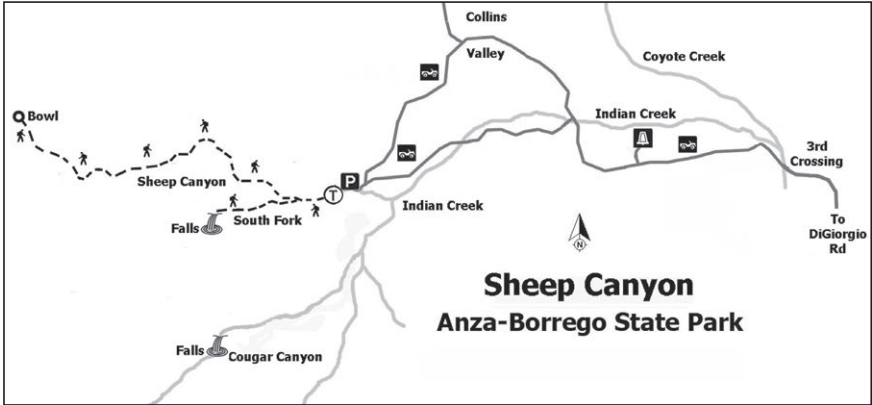 Collins
Valley
Coyote Creek
Bowl
Indian Creek
3rd
Crossing
Sheep Canyon
P
T
Indian Creek
South Fork
Falls
To
DiGiorgio
Rd
N
Sheep Canyon
Anza-Borrego State Park
Falls
Cougar Canyon